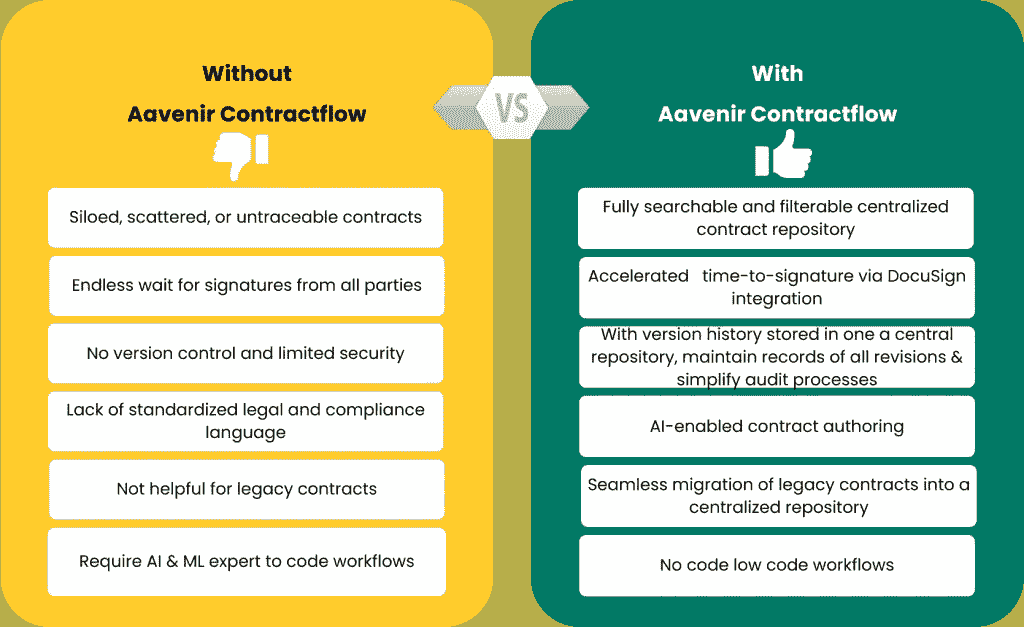 Without
Aavenir Contractflow
Siloed, scattered, or untraceable contracts
Endless wait for signatures from all parties
No version control and limited security
Lack of standardized legal and compliance
language
Not helpful for legacy contracts
Require AI & ML expert to code workflows
VS
With
Aavenir Contractflow
Fully searchable and filterable centralized
contract repository
Accelerated time-to-signature via DocuSign
integration
With version history stored in one a central
repository, maintain records of all revisions &
simplify audit processes
AI-enabled contract authoring
Seamless migration of legacy contracts into a
centralized repository
No code low code workflows